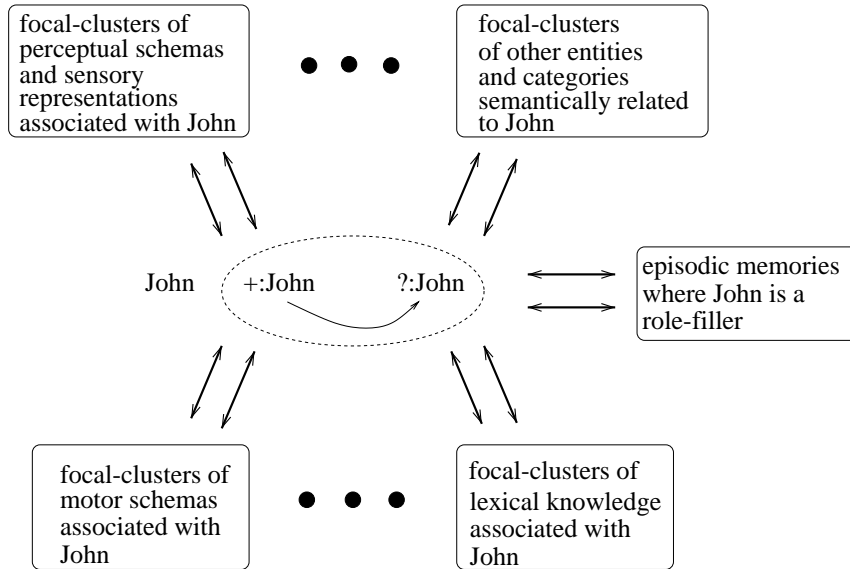 focal-clusters of
perceptual schemas
and sensory
representations
associated with John
focal-clusters
of other entities
and categories
semantically related
to John
John
+:John
?:John
episodic memories
where John is a
role-filler
focal-clusters of
motor schemas
associated with
John
focal-clusters of
lexical knowledge
associated with
John